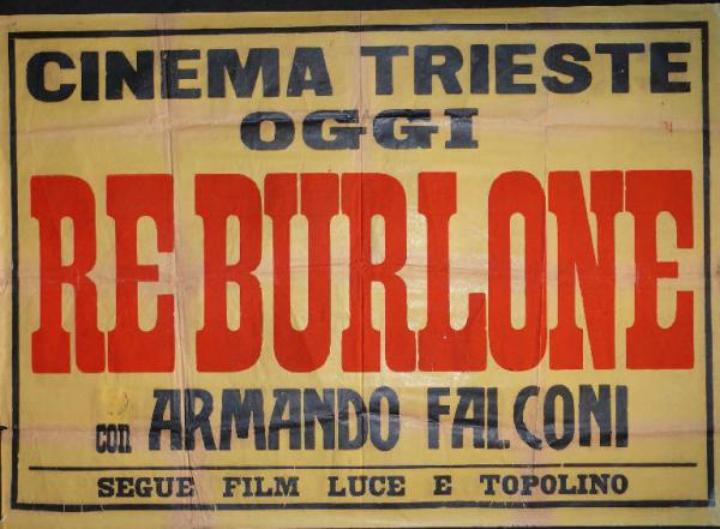 CINEMA TRIESTE
OGGI
RE BURLONE
con ARMANDO FALCONI
SEGUE FILM LUCE E TOPOLINO